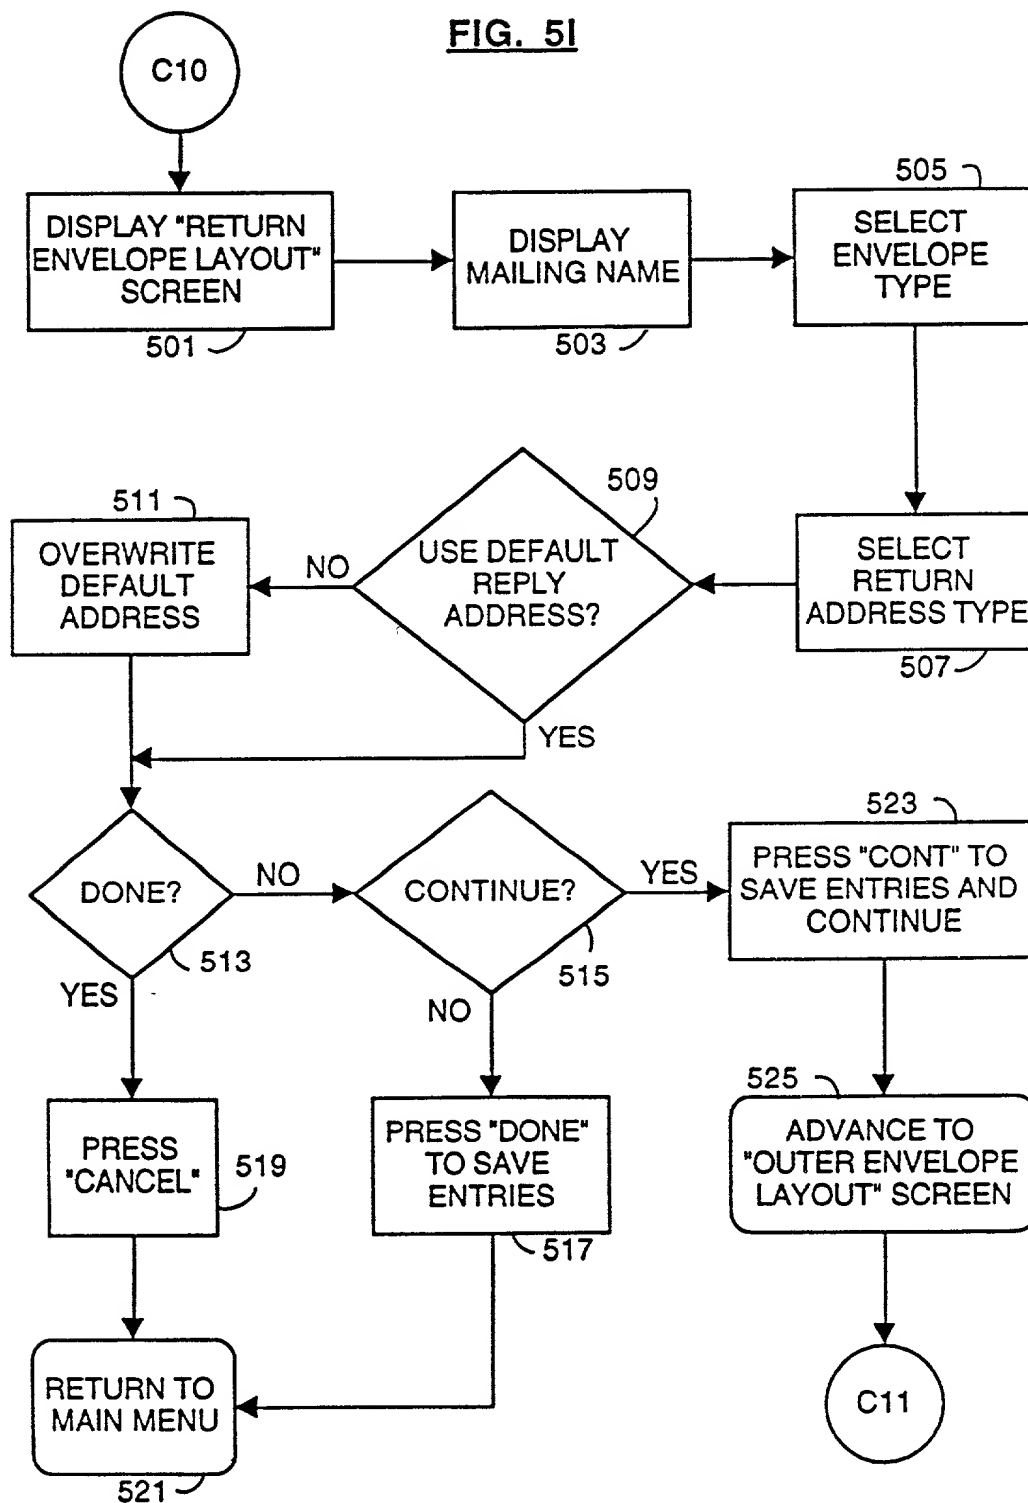 FIG. 5I
C10
DISPLAY "RETURN
ENVELOPE LAYOUT"
SCREEN
501
DISPLAY
MAILING NAME
503
505
SELECT
ENVELOPE
TYPE
511
OVERWRITE
DEFAULT
ADDRESS
NO
509
USE DEFAULT
REPLY
ADDRESS?
YES
SELECT
RETURN
ADDRESS TYPE
507
DONE?
513
NO
YES
CONTINUE?
515
YES
NO
523
PRESS "CONT" TO
SAVE ENTRIES AND
CONTINUE
PRESS
"CANCEL"
519
PRESS "DONE"
TO SAVE
ENTRIES
517
525
ADVANCE TO
"OUTER ENVELOPE
LAYOUT" SCREEN
RETURN TO
MAIN MENU
521
C11